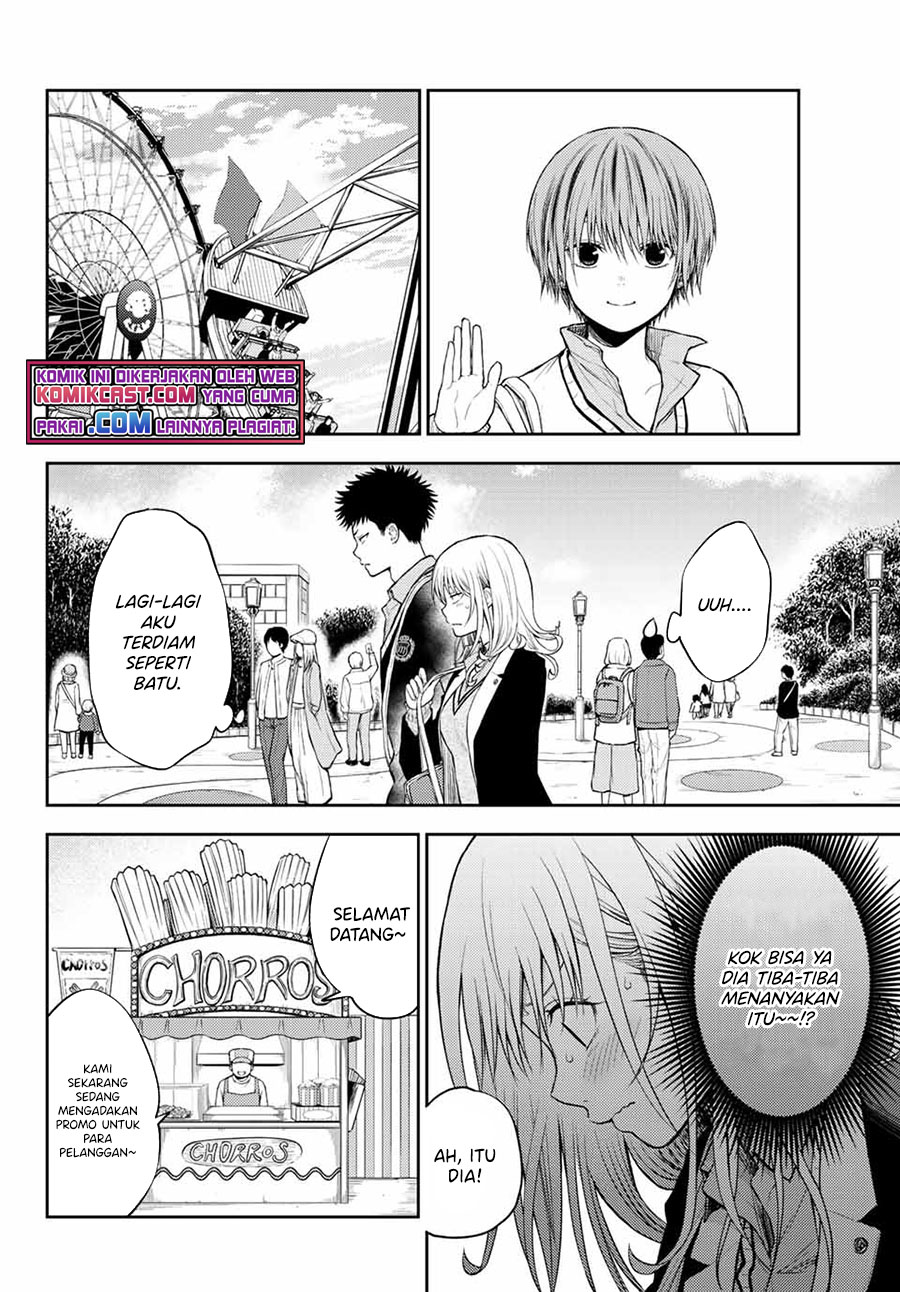 KOMIK INI DIKERJAKAN OLEH WEB
KOMIKCAST.COM YANG CUMA
PAKAI .COM LAINNYA PLAGIAT!
UUH....
LAGI-LAGI
AKU
TERDIAM
SEPERTI
BATU.
KOK BISA YA
DIA TIBA-TIBA
MENANYAKAN
ITU~~!?
AH, ITU
DIA!
SELAMAT
DATANG~
CHORROS
CHORROS
KAMI
SEKARANG
SEDANG
MENGADAKAN
PROMO UNTUK
PARA
PELANGGAN~
CHORROS